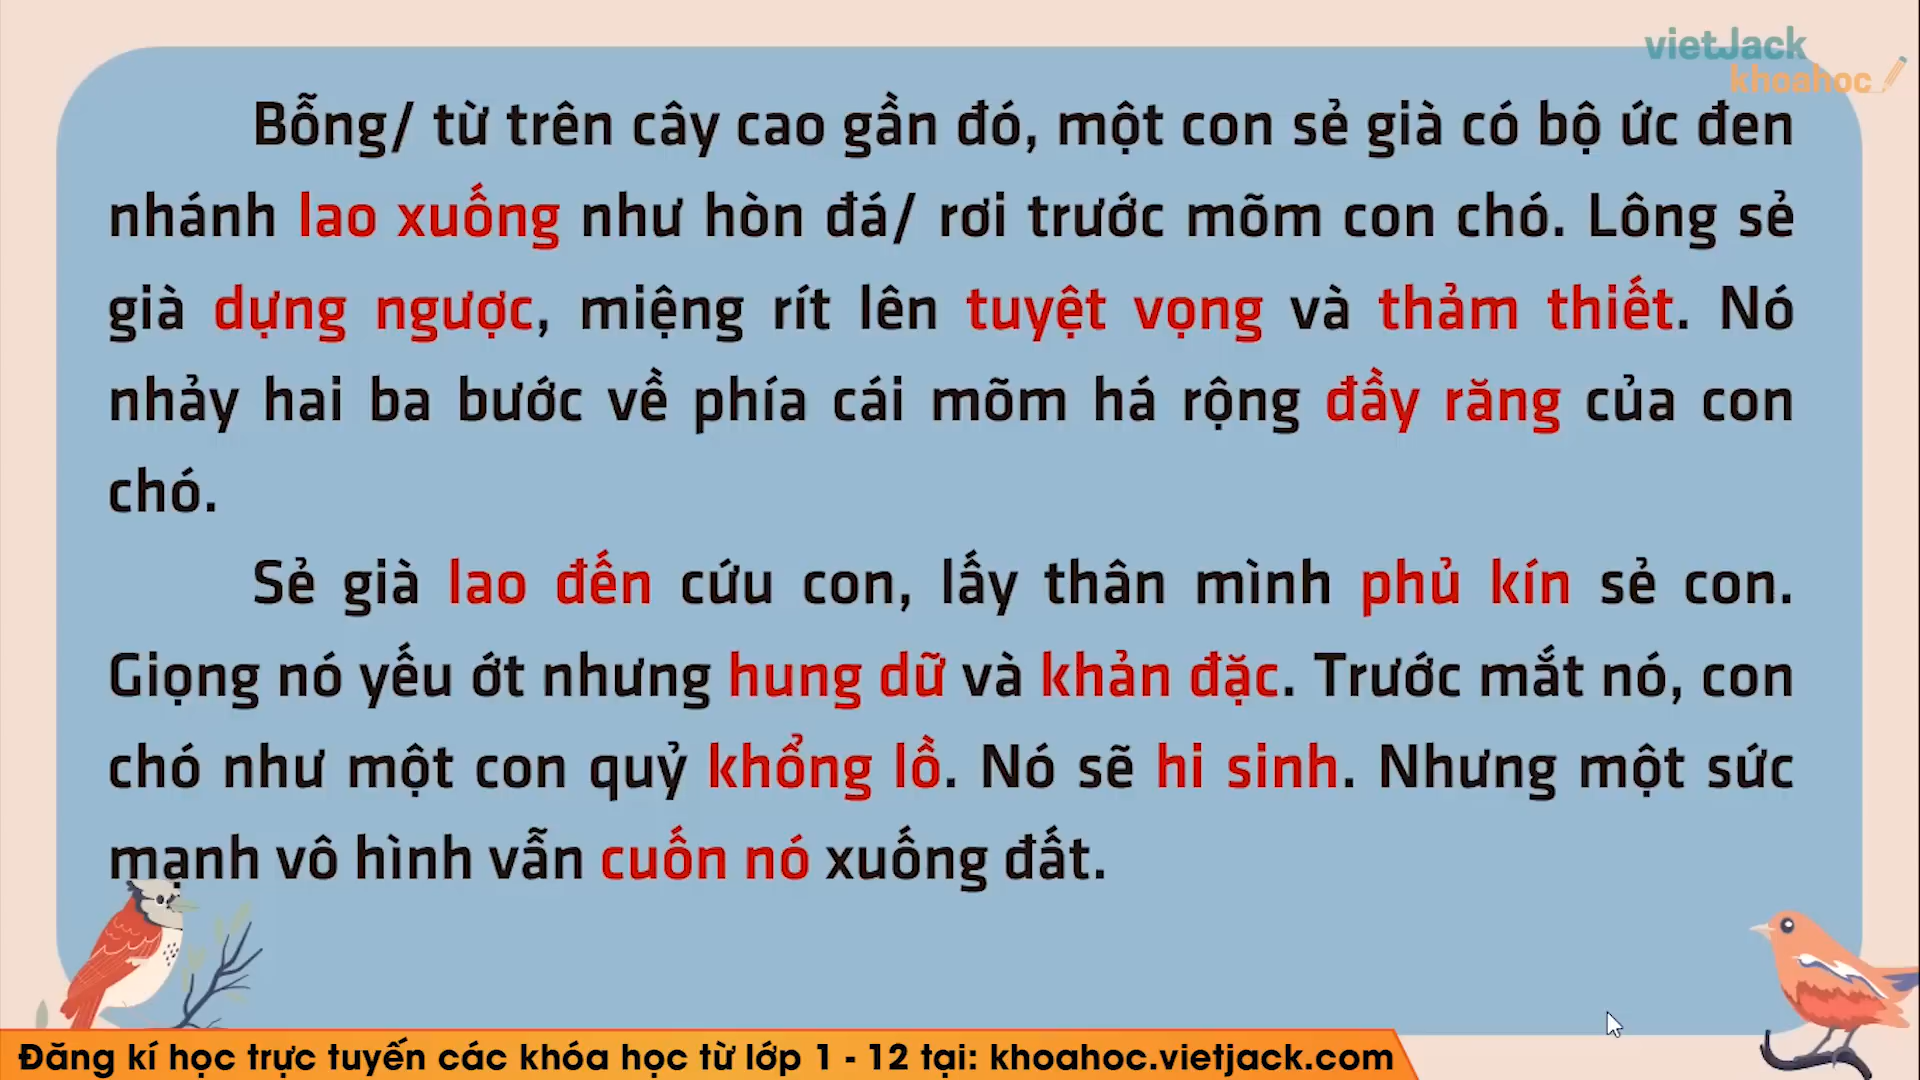 vietJack
khoahoc
Bỗng/ từ trên cây cao gần đó, một con sẻ già có bộ ức đen
nhánh lao xuống như hòn đá/ rơi trước mõm con chó. Lông sẻ
già dựng ngược, miệng rít lên tuyệt vọng và thảm thiết. Nó
nhảy hai ba bước về phía cái mõm há rộng đầy răng của con
chó.
Sẻ già lao đến cứu con, lấy thân mình phủ kín sẻ con.
Giọng nó yếu ớt nhưng hung dữ và khản đặc. Trước mắt nó, con
chó như một con quỷ khổng lồ. Nó sẽ hi sinh. Nhưng một sức
mạnh vô hình vẫn cuốn nó xuống đất.
Đăng kí học trực tuyến các khóa học từ lớp 1 - 12 tại: khoahoc.vietjack.com